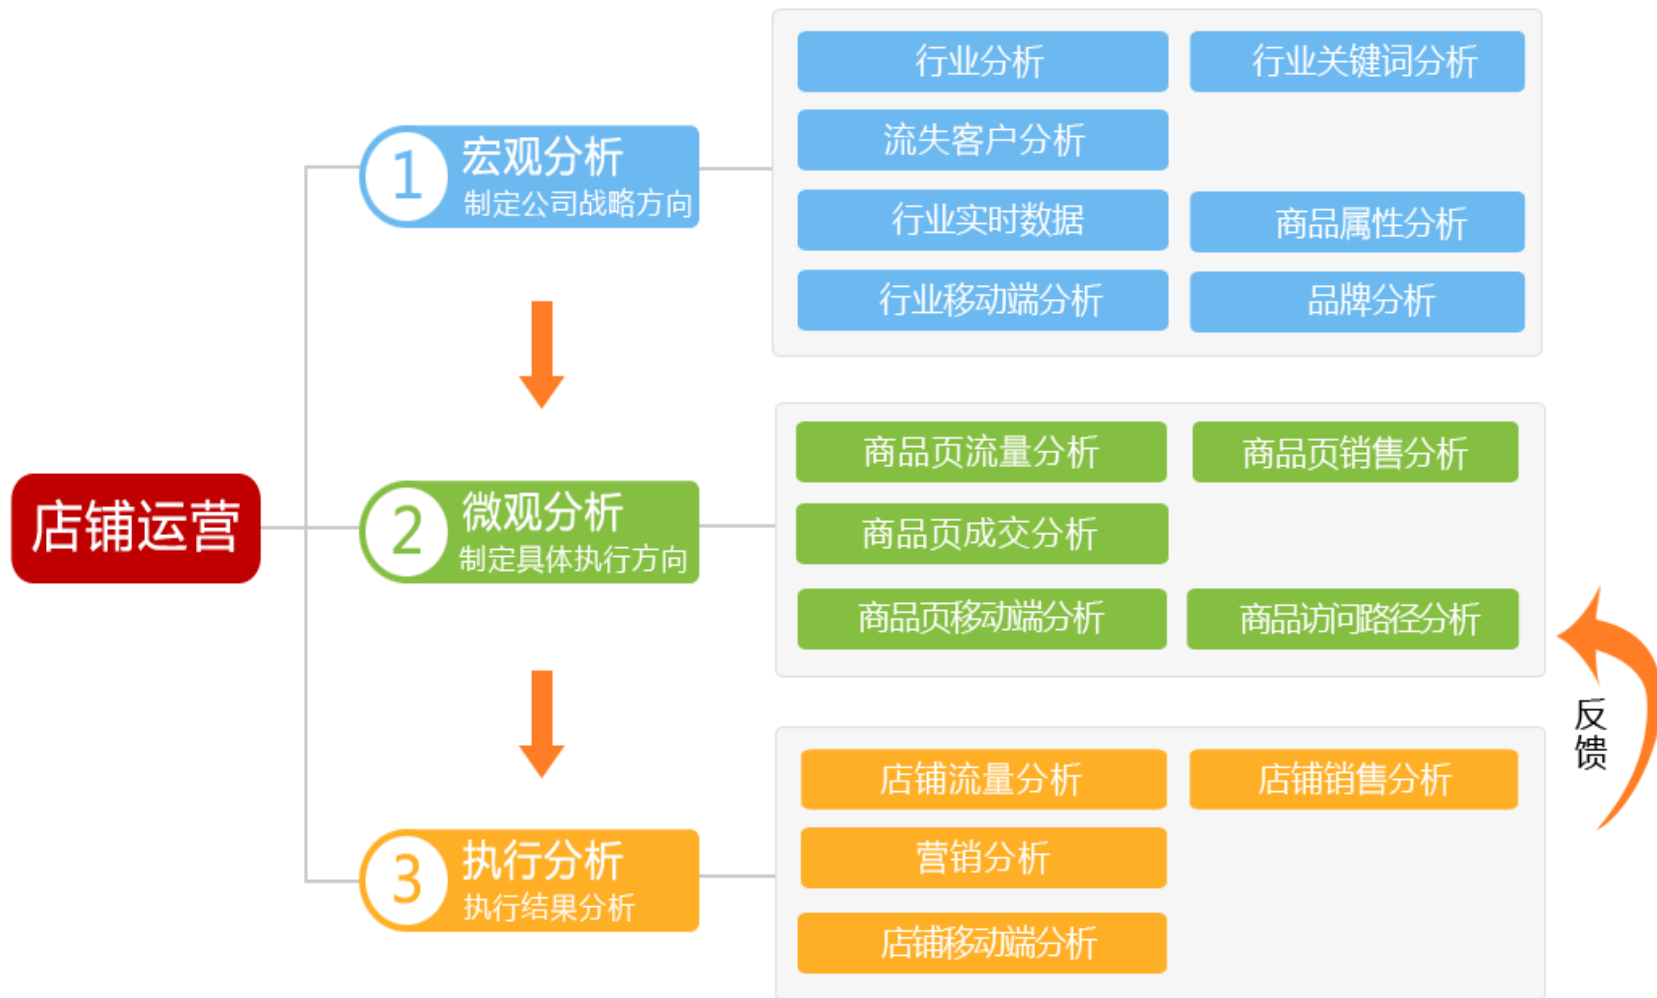 店铺运营
1
宏观分析
制定公司战略方向
行业分析
行业关键词分析
流失客户分析
行业实时数据
商品属性分析
行业移动端分析
品牌分析
2
微观分析
制定具体执行方向
商品页流量分析
商品页销售分析
商品页成交分析
商品页移动端分析
商品访问路径分析
反馈
3
执行分析
执行结果分析
店铺流量分析
店铺销售分析
营销分析
店铺移动端分析